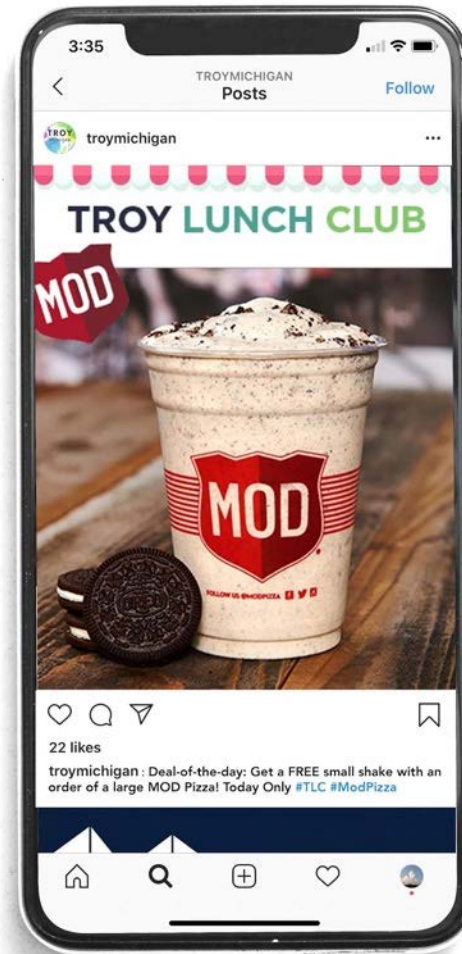 3:35
TROYMICHIGAN
Posts
Follow
TROY
troymichigan
TROY LUNCH CLUB
MOD
MOD
FOLLOW US @MODPIZZA
22 likes
troymichigan : Deal-of-the-day: Get a FREE small shake with an
order of a large MOD Pizza! Today Only #TLC #ModPizza